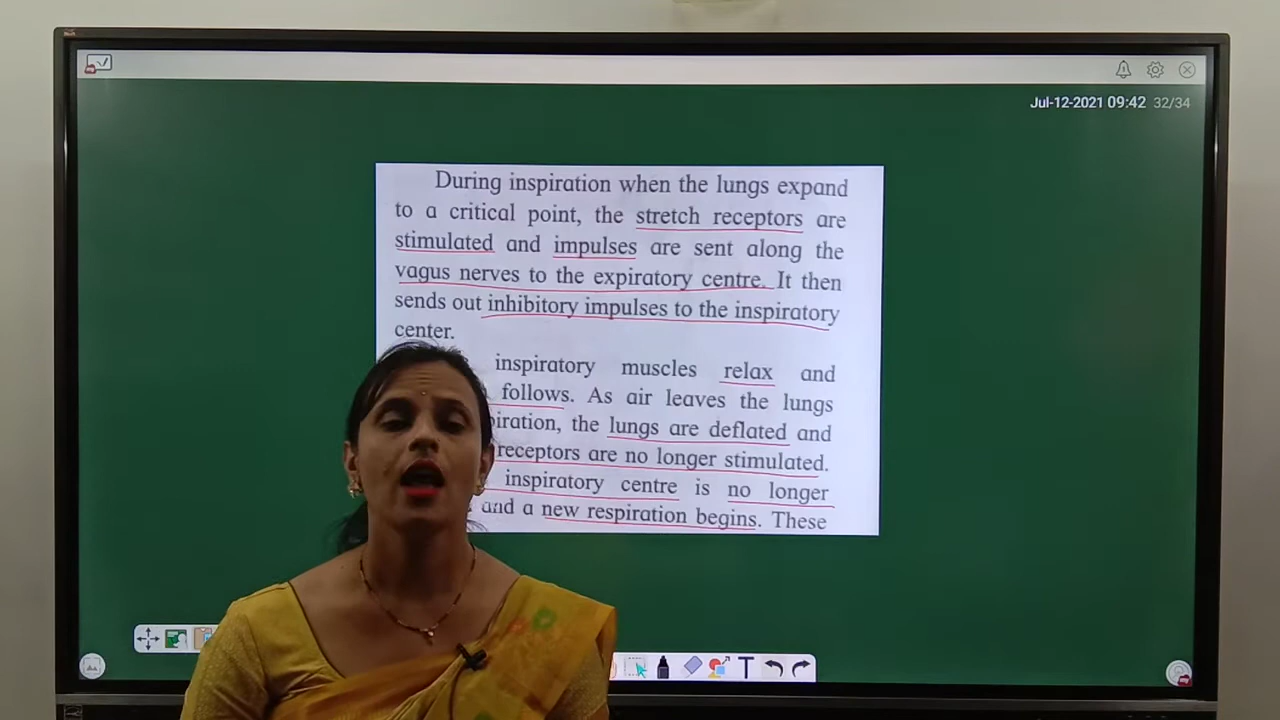 Jul-12-2021 09:42 32/34
During inspiration when the lungs expand
to a critical point, the stretch receptors are
stimulated and impulses are sent along the
vagus nerves to the expiratory centre. It then
sends out inhibitory impulses to the inspiratory
center.
inspiratory muscles relax and
follows. As air leaves the lungs
piration, the lungs are deflated and
receptors are no longer stimulated.
inspiratory centre is no longer
and a new respiration begins. These
T